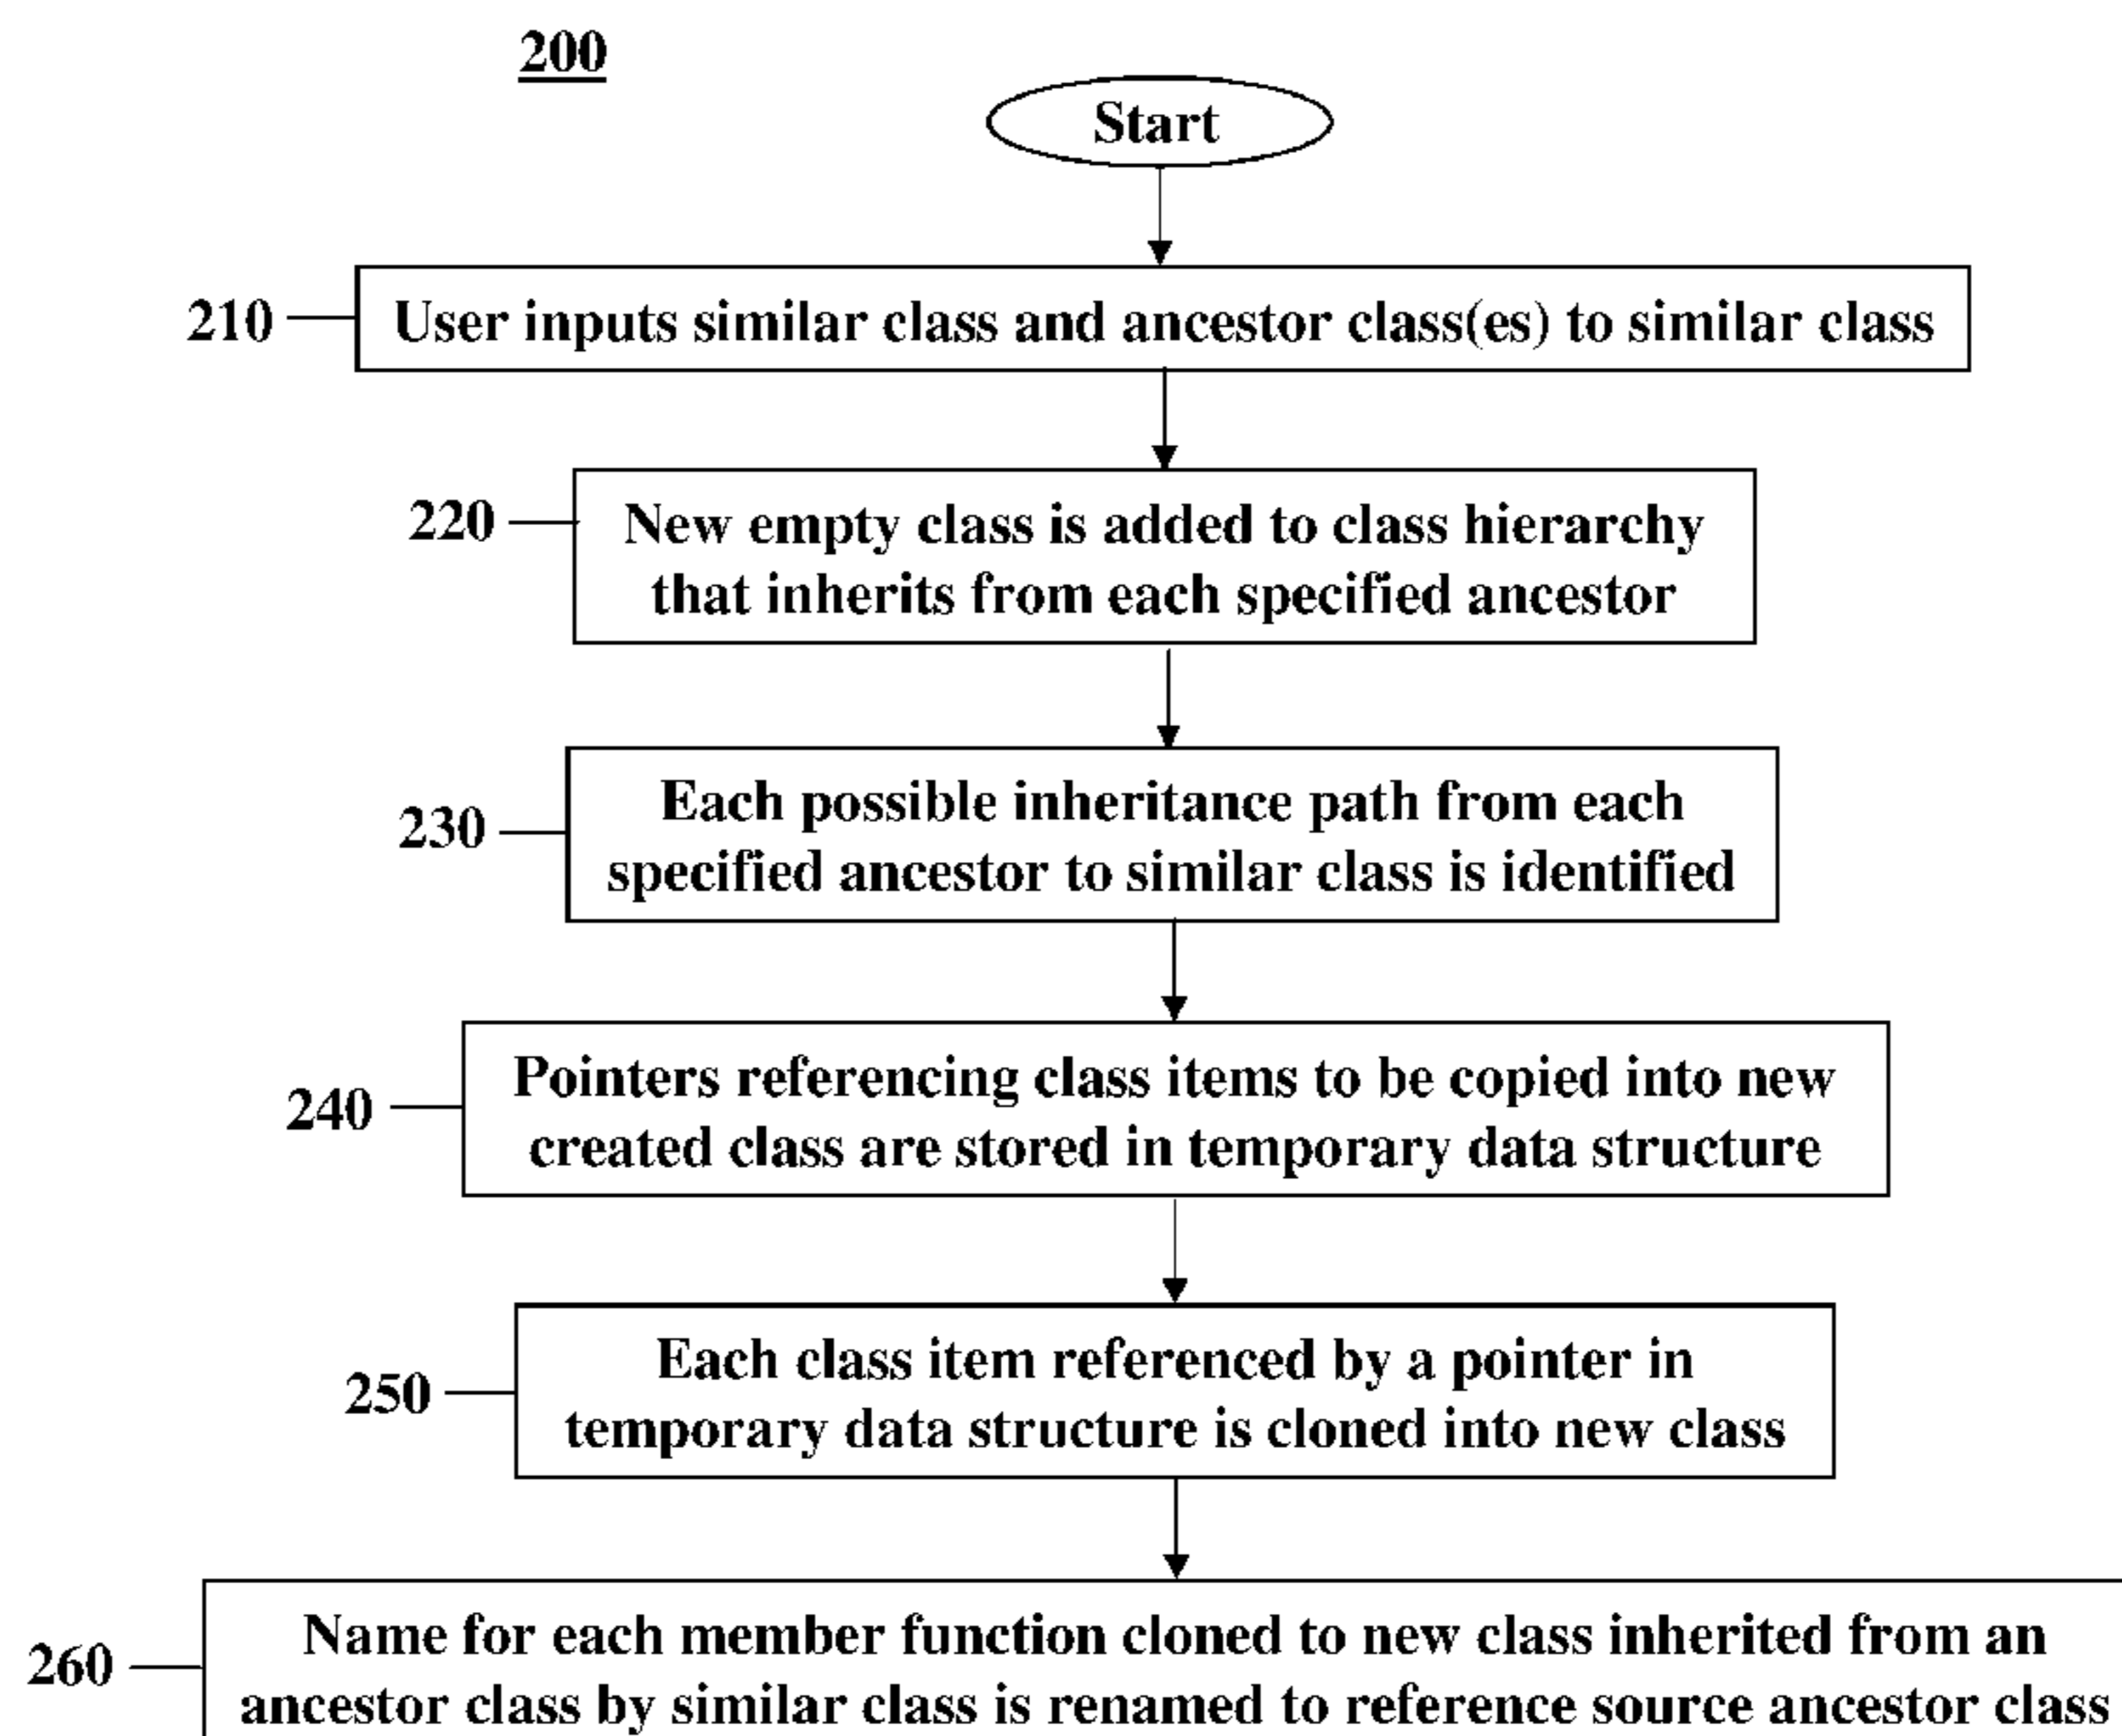 200
Start
210
User inputs similar class and ancestor class(es) to similar class
220
New empty class is added to class hierarchy
that inherits from each specified ancestor
230
Each possible inheritance path from each
specified ancestor to similar class is identified
240
Pointers referencing class items to be copied into new
created class are stored in temporary data structure
250
Each class item referenced by a pointer in
temporary data structure is cloned into new class
260
Name for each member function cloned to new class inherited from an
ancestor class by similar class is renamed to reference source ancestor class